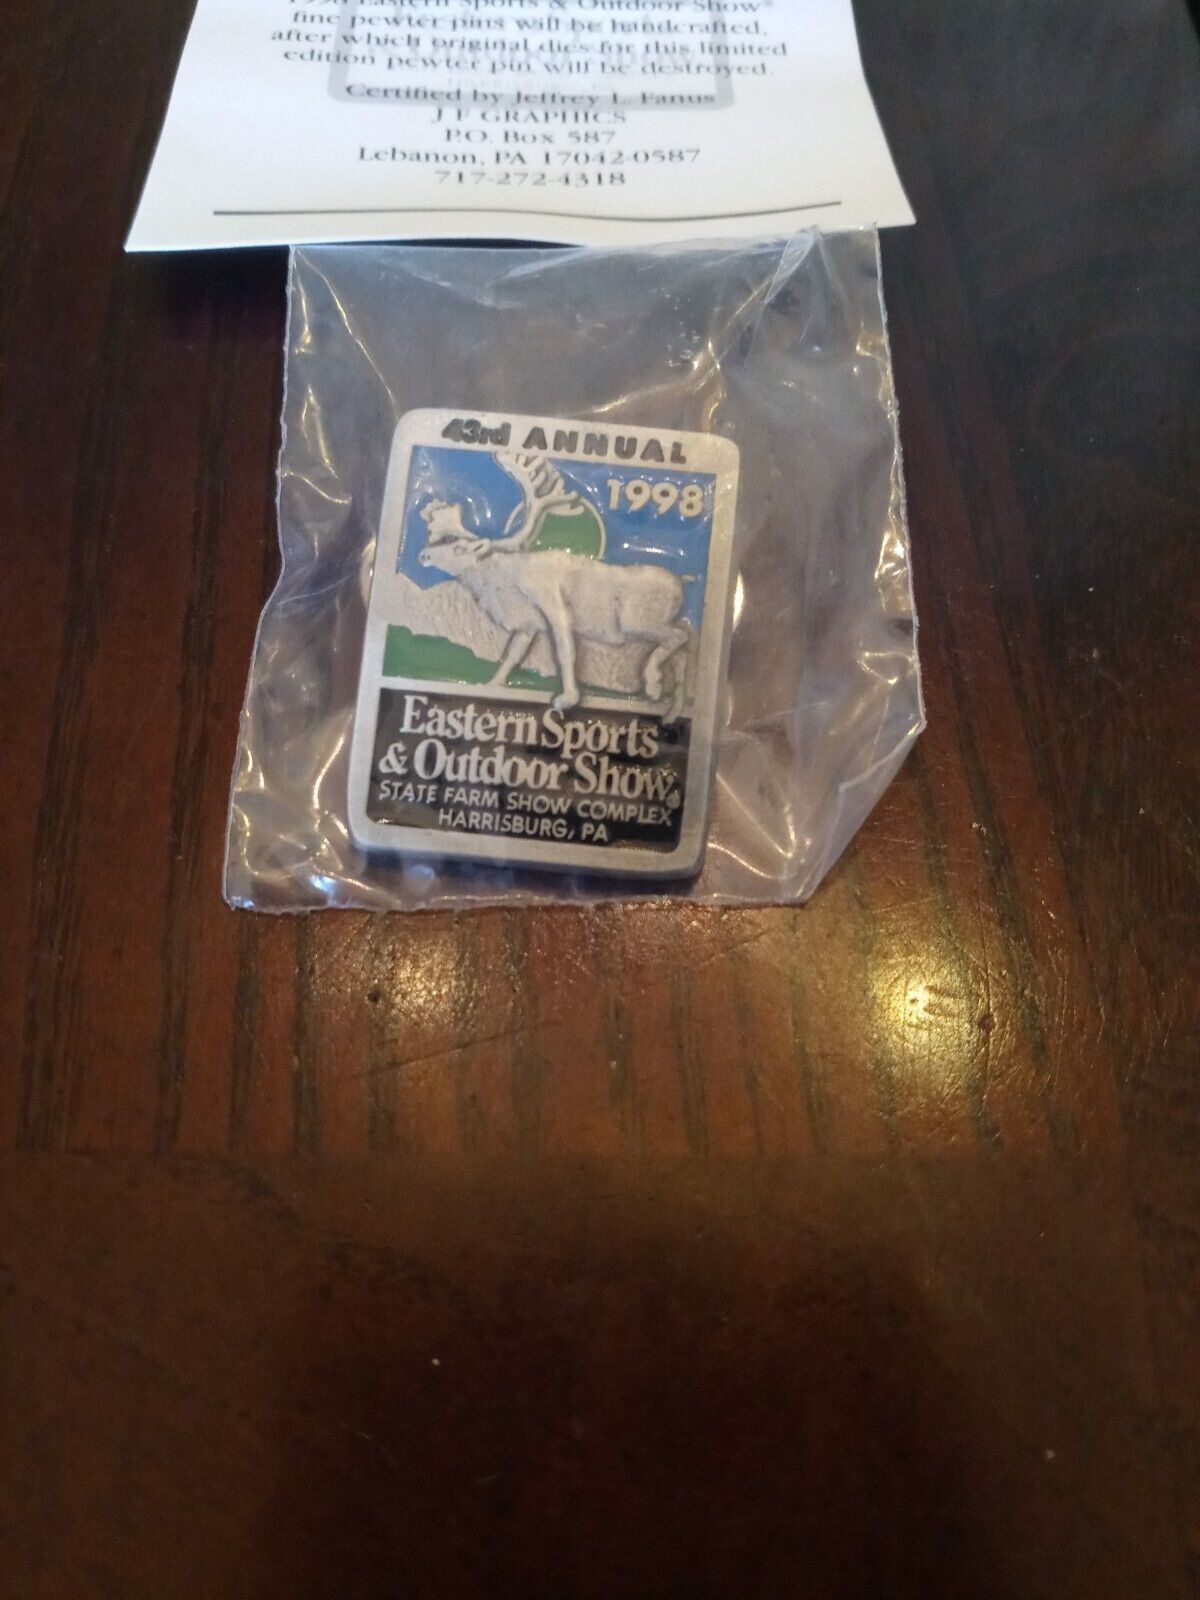 1998 Eastern Sports & Outdoor Show®
fine pewter pins will be handcrafted,
after which original dies for this limited
edition pewter pin will be destroyed.
Certified by Jeffrey L. Fanus
J F GRAPHICS
P.O. Box 587
Lebanon, PA 17042-0587
717-272-4318
43rd ANNUAL
1998
Eastern Sports
& Outdoor Show®
STATE FARM SHOW COMPLEX
HARRISBURG, PA